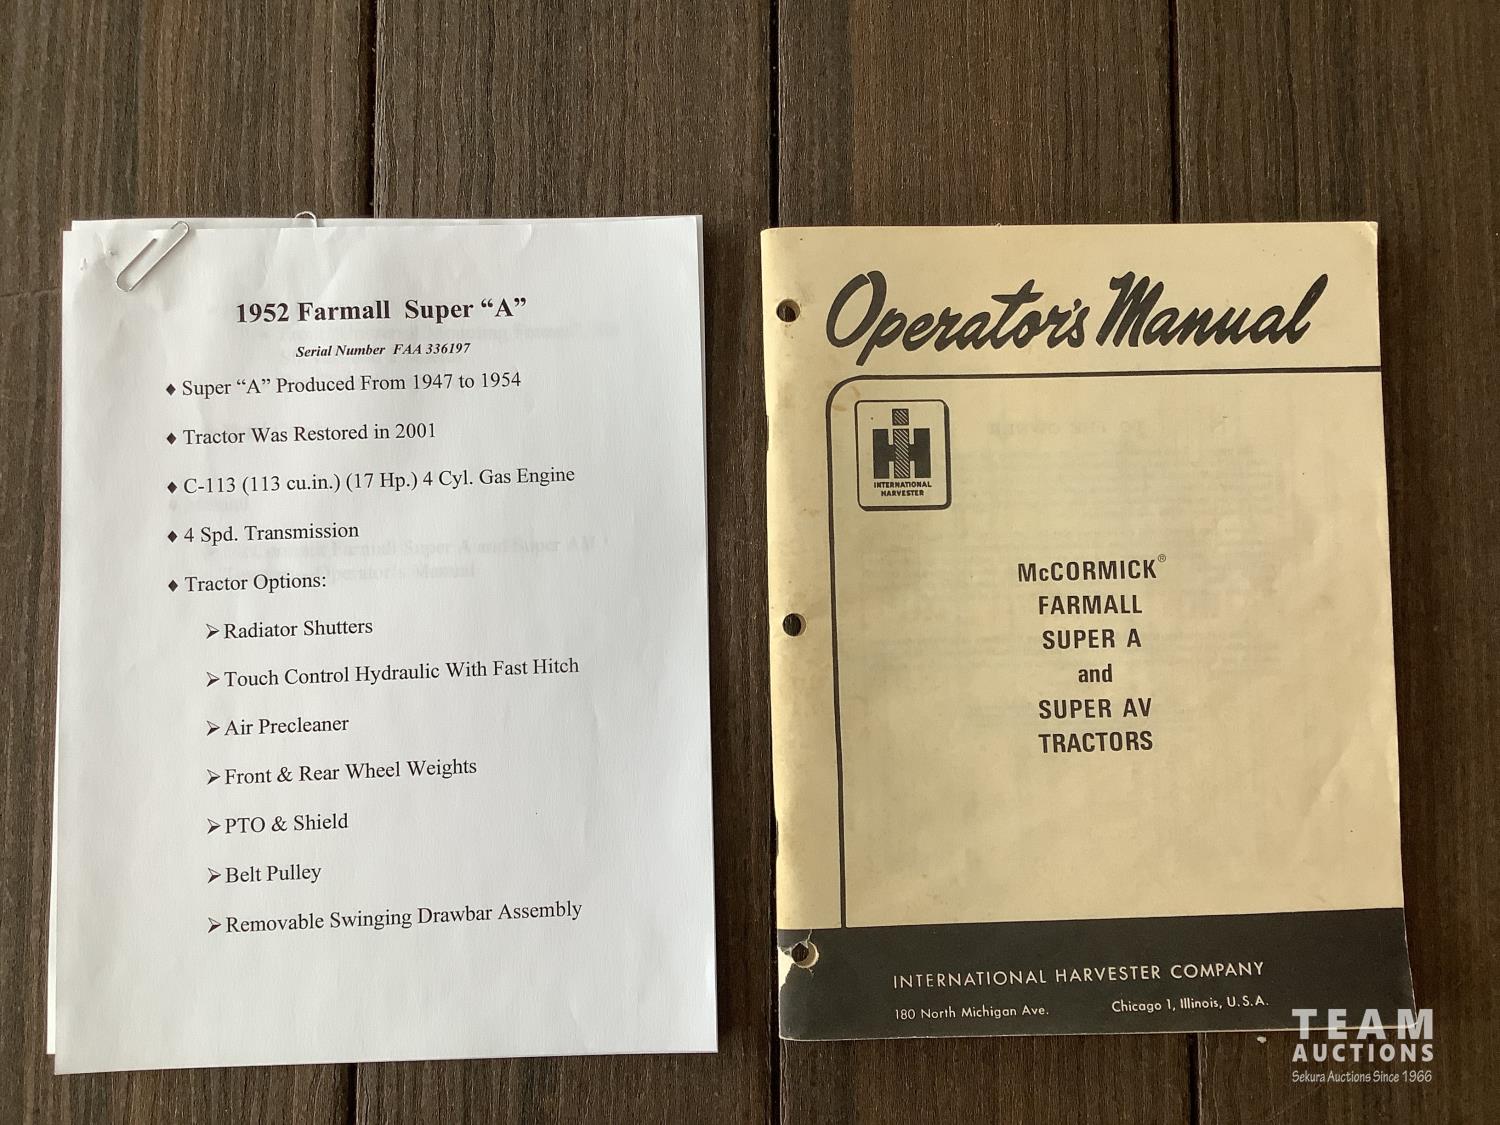 1952 Farmall Super “A”
Serial Number FAA 336197
♦ Super “A” Produced From 1947 to 1954
♦ Tractor Was Restored in 2001
♦ C-113 (113 cu.in.) (17 Hp.) 4 Cyl. Gas Engine
♦ 4 Spd. Transmission
♦ Tractor Options:
➢ Radiator Shutters
➢ Touch Control Hydraulic With Fast Hitch
➢ Air Precleaner
➢ Front & Rear Wheel Weights
➢ PTO & Shield
➢ Belt Pulley
➢ Removable Swinging Drawbar Assembly
Operator's Manual
IH
INTERNATIONAL
HARVESTER
McCORMICK®
FARMALL
SUPER A
and
SUPER AV
TRACTORS
INTERNATIONAL HARVESTER COMPANY
180 North Michigan Ave. Chicago 1, Illinois, U.S.A.
TEAM
AUCTIONS
Sekura Auctions Since 1966